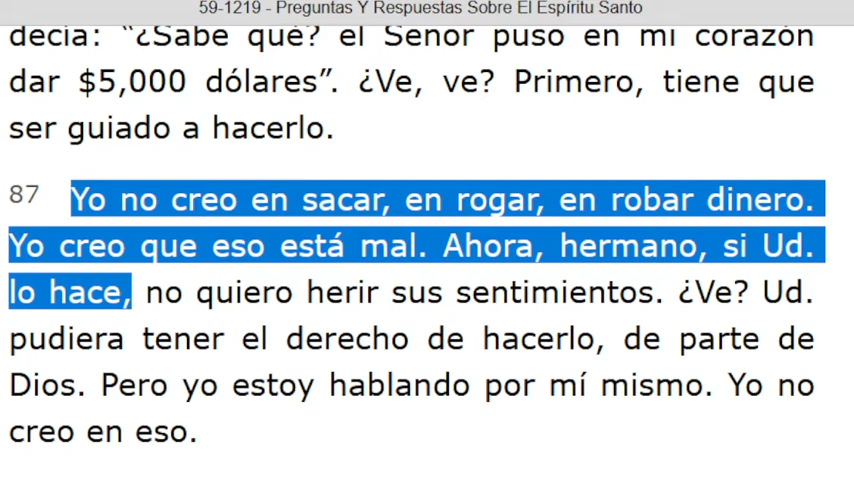 59-1219 - Preguntas Y Respuestas Sobre El Espíritu Santo
decía: “¿Sabe qué? el Señor puso en mi corazón
dar $5,000 dólares”. ¿Ve, ve? Primero, tiene que
ser guiado a hacerlo.
87 Yo no creo en sacar, en rogar, en robar dinero.
Yo creo que eso está mal. Ahora, hermano, si Ud.
lo hace, no quiero herir sus sentimientos. ¿Ve? Ud.
pudiera tener el derecho de hacerlo, de parte de
Dios. Pero yo estoy hablando por mí mismo. Yo no
creo en eso.